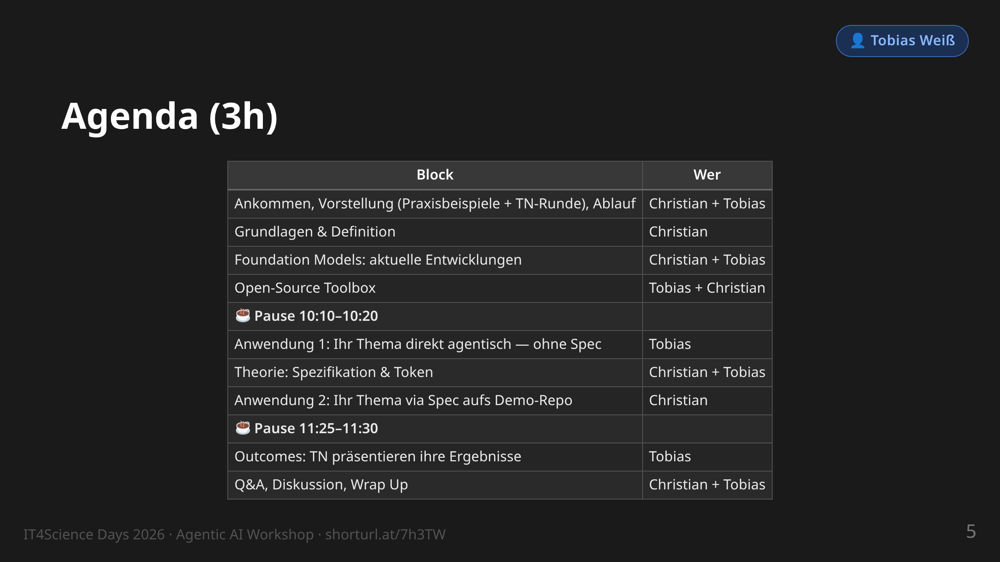 👤 Tobias Weiß
Agenda (3h)
Block Wer
Ankommen, Vorstellung (Praxisbeispiele + TN-Runde), Ablauf Christian + Tobias
Grundlagen & Definition Christian
Foundation Models: aktuelle Entwicklungen Christian + Tobias
Open-Source Toolbox Tobias + Christian
☕ Pause 10:10–10:20
Anwendung 1: Ihr Thema direkt agentisch — ohne Spec Tobias
Theorie: Spezifikation & Token Christian + Tobias
Anwendung 2: Ihr Thema via Spec aufs Demo-Repo Christian
☕ Pause 11:25–11:30
Outcomes: TN präsentieren ihre Ergebnisse Tobias
Q&A, Diskussion, Wrap Up Christian + Tobias
IT4Science Days 2026 · Agentic AI Workshop · shorturl.at/7h3TW
5